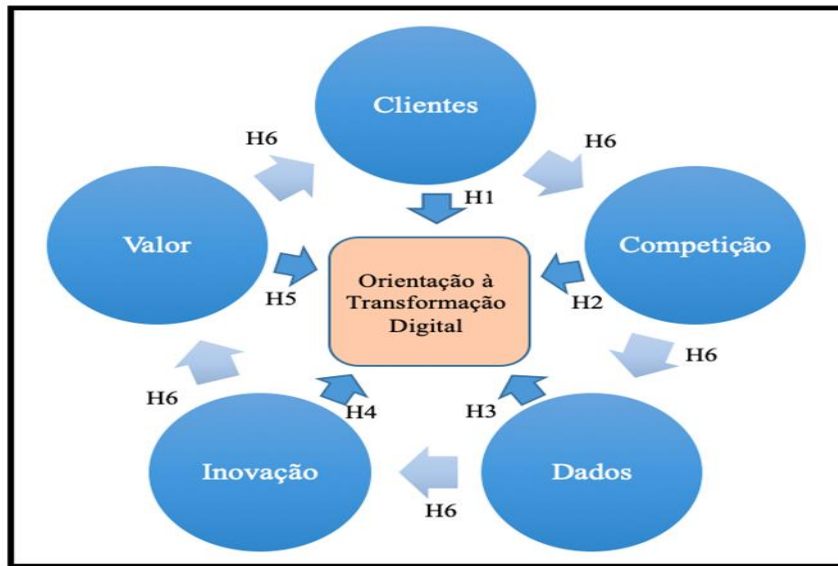 Clientes
H6
H6
H1
Valor
Competição
Orientação à
Transformação
Digital
H5
H2
H6
H6
H4
H3
Inovação
Dados
H6